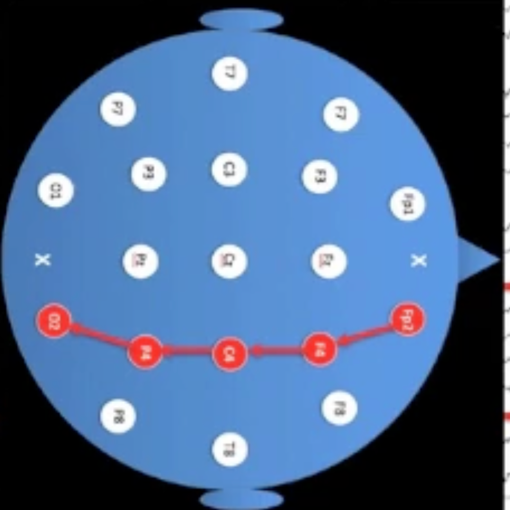 Fp1 X Fp2
F7 F3 Fz F4 F8
T7 C3 Cz C4 T8
P7 P3 Pz P4 P8
O1 X O2